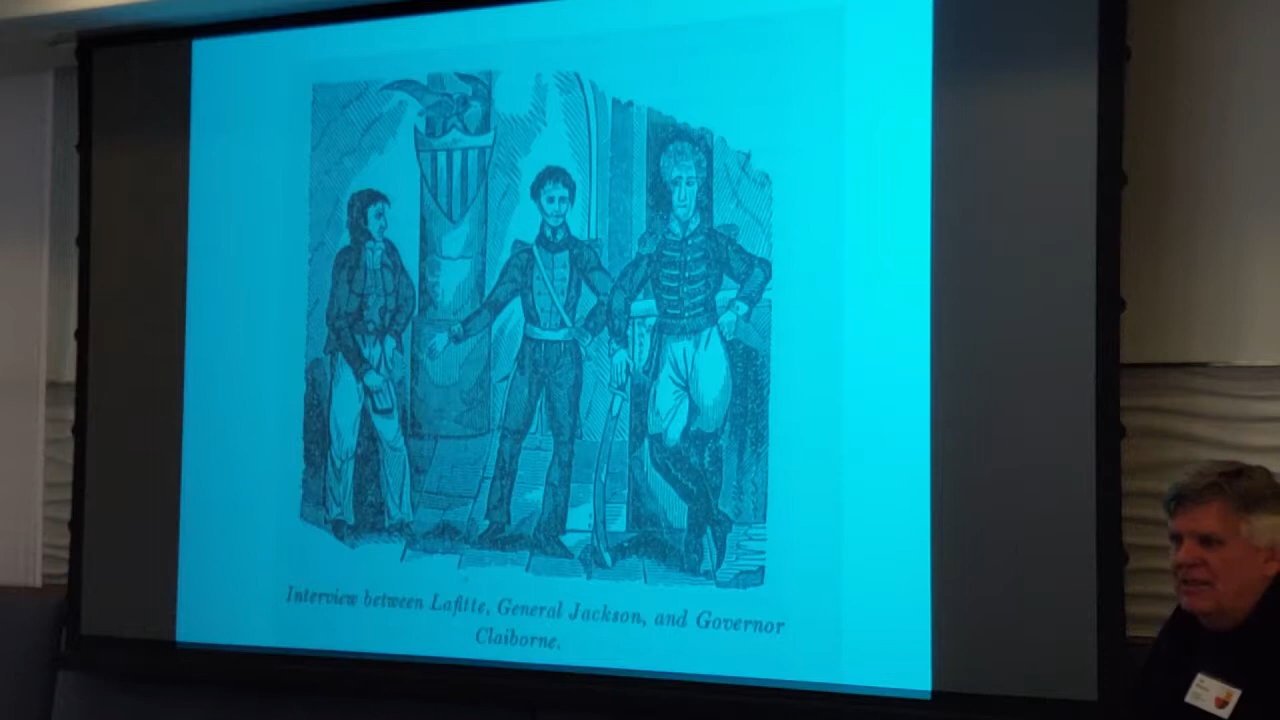 Interview between Lafitte, General Jackson, and Governor
Claiborne.